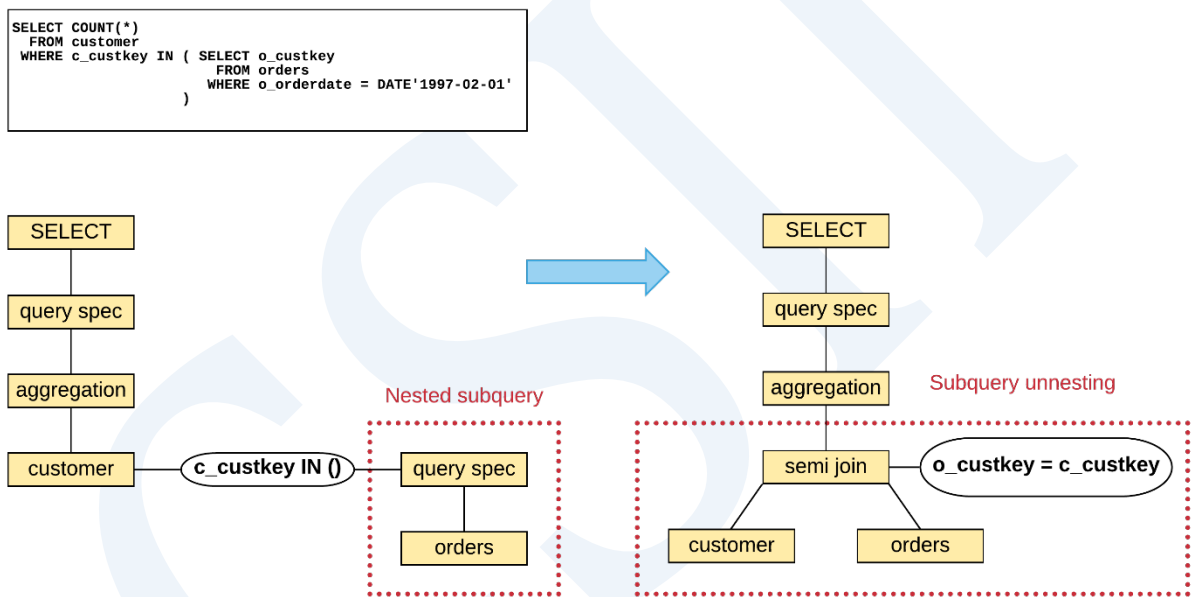 SELECT COUNT(*)
FROM customer
WHERE c_custkey IN ( SELECT o_custkey
FROM orders
WHERE o_orderdate = DATE'1997-02-01'
)
SELECT
query spec
aggregation
customer
c_custkey IN ()
Nested subquery
query spec
orders
SELECT
query spec
aggregation
Subquery unnesting
semi join
o_custkey = c_custkey
customer
orders